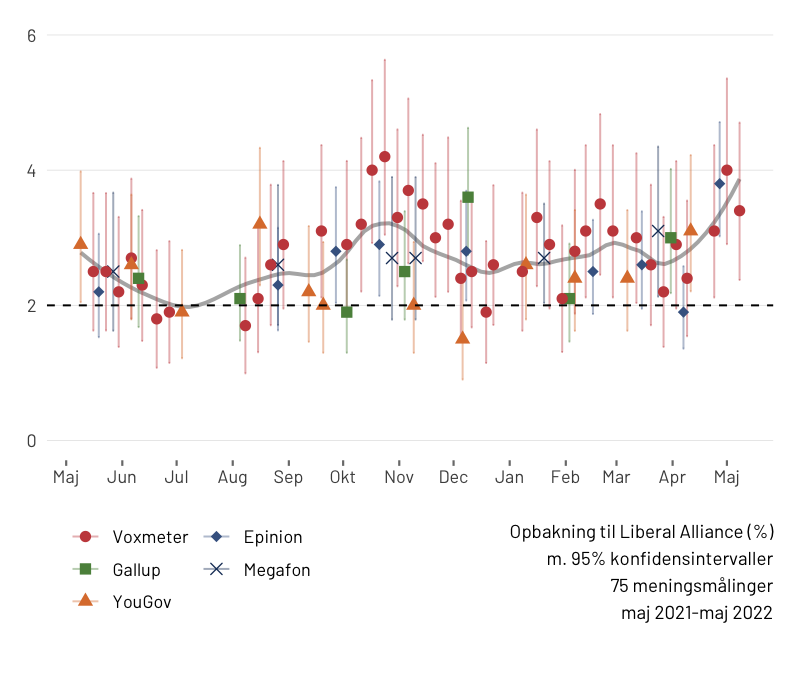 6
4
2
0
Maj Jun Jul Aug Sep Okt Nov Dec Jan Feb Mar Apr Maj
Voxmeter Epinion
Gallup Megafon
YouGov
Opbakning til Liberal Alliance (%)
m. 95% konfidensintervaller
75 meningsmålinger
maj 2021-maj 2022